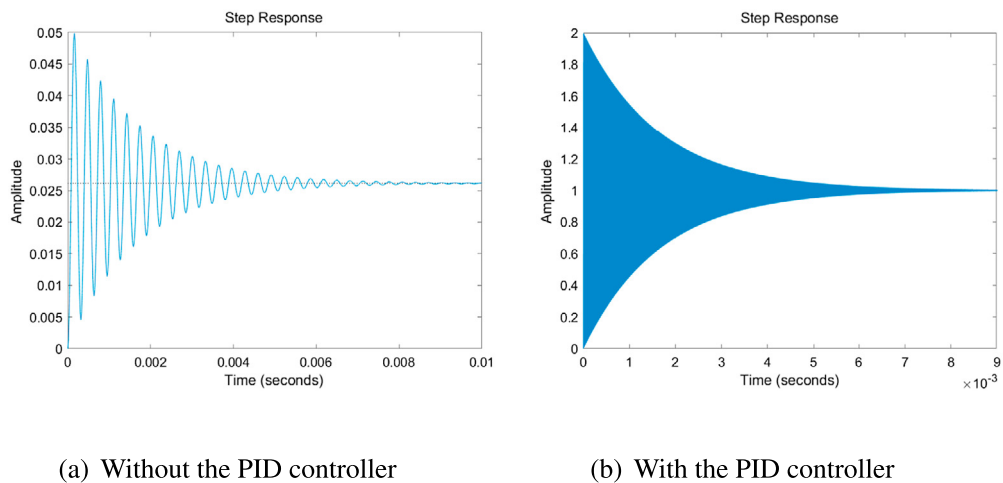 Step Response
0.05
0.045
0.04
0.035
0.03
0.025
0.02
0.015
0.01
0.005
0
Amplitude
0 0.002 0.004 0.006 0.008 0.01
Time (seconds)
(a) Without the PID controller
Step Response
2
1.8
1.6
1.4
1.2
1
0.8
0.6
0.4
0.2
0
Amplitude
0 1 2 3 4 5 6 7 8 9
×10⁻³
Time (seconds)
(b) With the PID controller